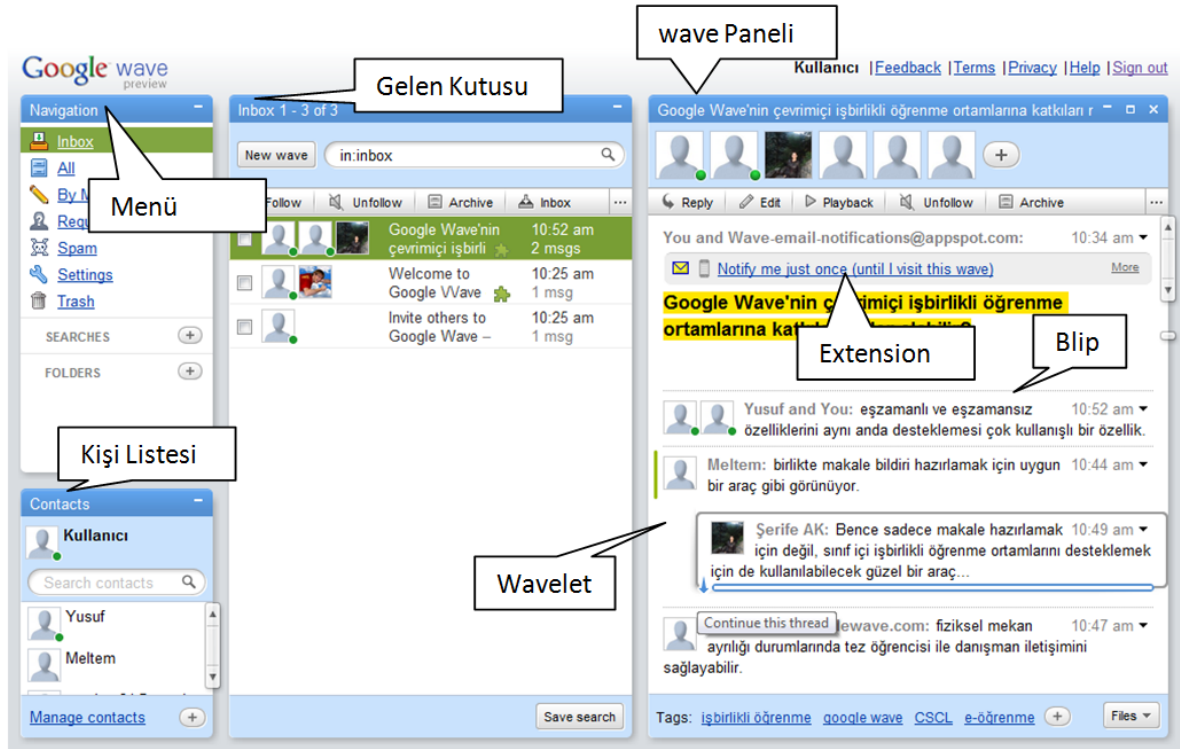 wave Paneli
Google wave
preview
Kullanıcı |Feedback |Terms |Privacy |Help |Sign out
Gelen Kutusu
Navigation
Inbox
All
By M
Requ
Spam
Settings
Trash
SEARCHES
FOLDERS
Menü
Kişi Listesi
Contacts
Kullanıcı
Search contacts
Yusuf
Meltem
Manage contacts
Inbox 1 - 3 of 3
New wave
in:inbox
Follow Unfollow Archive Inbox ...
Google Wave'nin 10:52 am
çevrimiçi işbirli 2 msgs
Welcome to 10:25 am
Google Wave 1 msg
Invite others to 10:25 am
Google Wave – 1 msg
Save search
Google Wave'nin çevrimiçi işbirlikli öğrenme ortamlarına katkıları r
Reply Edit Playback Unfollow Archive ...
You and Wave-email-notifications@appspot.com: 10:34 am
Notify me just once (until I visit this wave) More
Google Wave'nin çevrimiçi işbirlikli öğrenme
ortamlarına
Extension
Blip
Yusuf and You: eşzamanlı ve eşzamansız 10:52 am
özelliklerini aynı anda desteklemesi çok kullanışlı bir özellik.
Meltem: birlikte makale bildiri hazırlamak için uygun 10:44 am
bir araç gibi görünüyor.
Şerife AK: Bence sadece makale hazırlamak 10:49 am
için değil, sınıf içi işbirlikli öğrenme ortamlarını desteklemek
için de kullanılabilecek güzel bir araç...
Wavelet
Continue this thread
lewave.com: fiziksel mekan 10:47 am
ayrılığı durumlarında tez öğrencisi ile danışman iletişimini
sağlayabilir.
Tags: işbirlikli öğrenme google wave CSCL e-öğrenme
Files